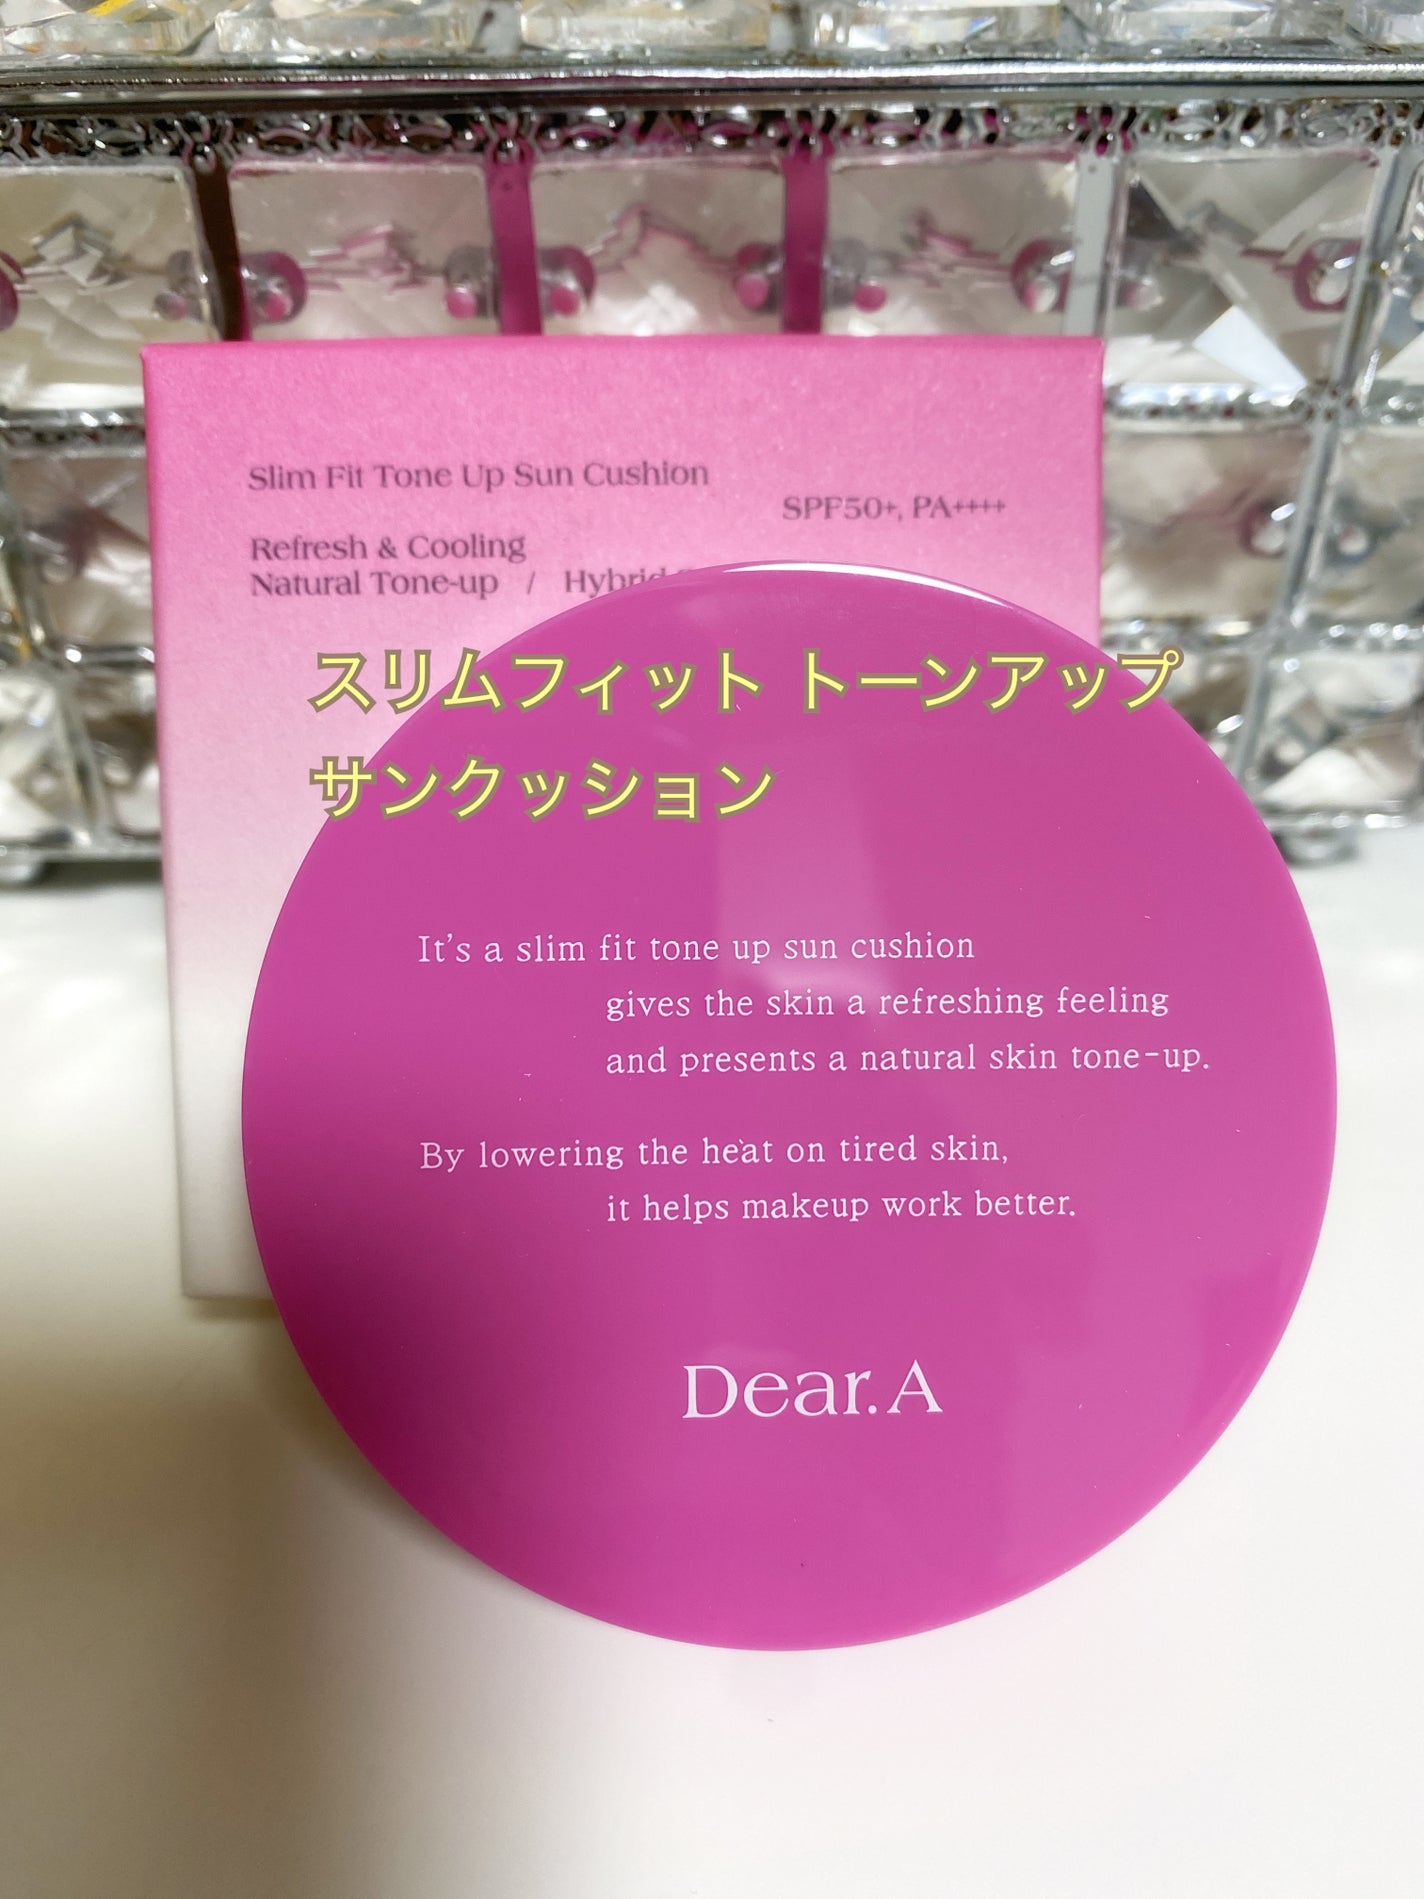 Slim Fit Tone Up Sun Cushion
SPF50+, PA++++
Refresh & Cooling
Natural Tone-up / Hybrid
スリムフィット トーンアップ
サンクッション
It's a slim fit tone up sun cushion
gives the skin a refreshing feeling
and presents a natural skin tone-up.
By lowering the heat on tired skin,
it helps makeup work better.
Dear.A